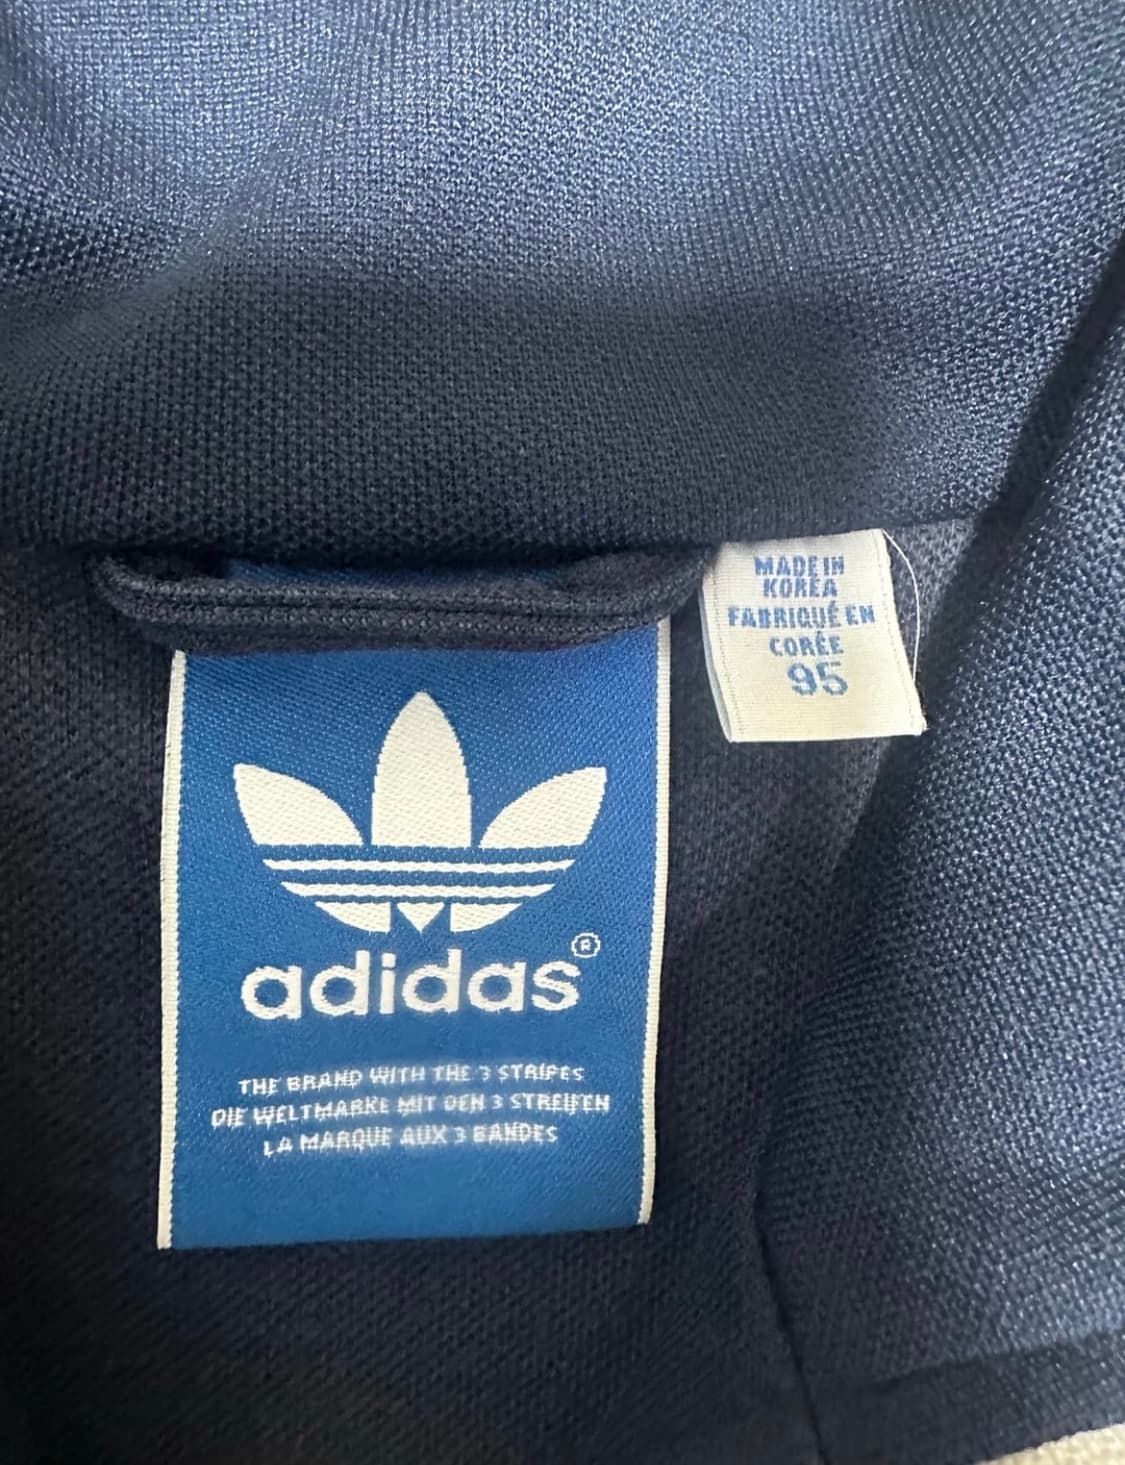 MADE IN
KOREA
FABRIQUÉ EN
CORÉE
95
adidas®
THE BRAND WITH THE 3 STRIPES
DIE WELTMARKE MIT DEN 3 STREIFEN
LA MARQUE AUX 3 BANDES